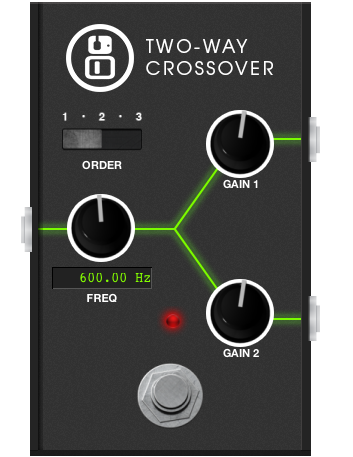 TWO-WAY
CROSSOVER
1 · 2 · 3
ORDER
GAIN 1
600.00 Hz
FREQ
GAIN 2